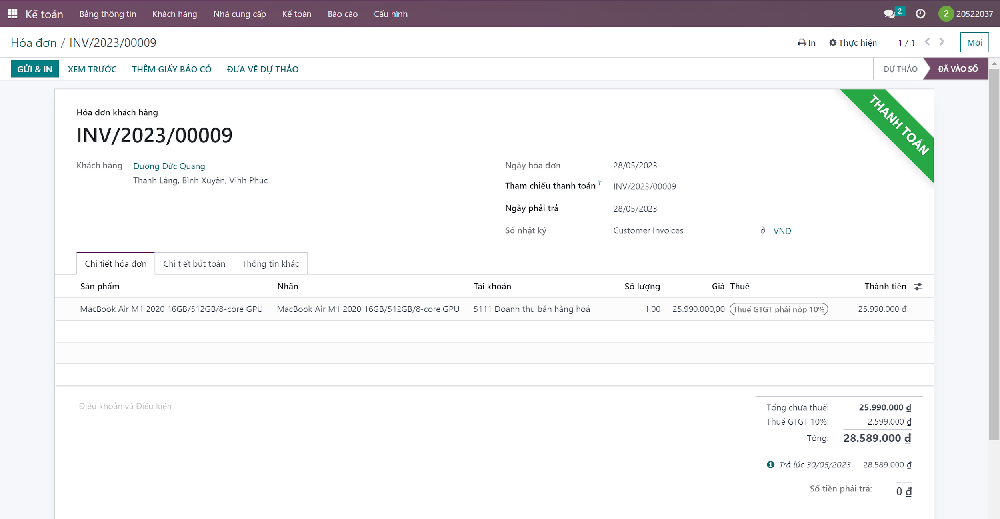 Kế toán Bảng thông tin Khách hàng Nhà cung cấp Kế toán Báo cáo Cấu hình 2 2 20522037
Hóa đơn / INV/2023/00009 In Thực hiện 1 / 1 Mới
GỬI & IN XEM TRƯỚC THÊM GIẤY BÁO CÓ ĐƯA VỀ DỰ THẢO DỰ THẢO ĐÃ VÀO SỔ
THANH TOÁN
Hóa đơn khách hàng
INV/2023/00009
Khách hàng Dương Đức Quang Ngày hóa đơn 28/05/2023
Thanh Lãng, Bình Xuyên, Vĩnh Phúc
Tham chiếu thanh toán ? INV/2023/00009
Ngày phải trả 28/05/2023
Sổ nhật ký Customer Invoices ở VND
Chi tiết hóa đơn Chi tiết bút toán Thông tin khác
Sản phẩm Nhãn Tài khoản Số lượng Giá Thuế Thành tiền
MacBook Air M1 2020 16GB/512GB/8-core GPU MacBook Air M1 2020 16GB/512GB/8-core GPU 5111 Doanh thu bán hàng hoá 1,00 25.990.000,00 Thuế GTGT phải nộp 10% 25.990.000 ₫
Điều khoản và Điều kiện
Tổng chưa thuế: 25.990.000 ₫
Thuế GTGT 10%: 2.599.000 ₫
Tổng: 28.589.000 ₫
Trả lúc 30/05/2023 28.589.000 ₫
Số tiền phải trả: 0 ₫